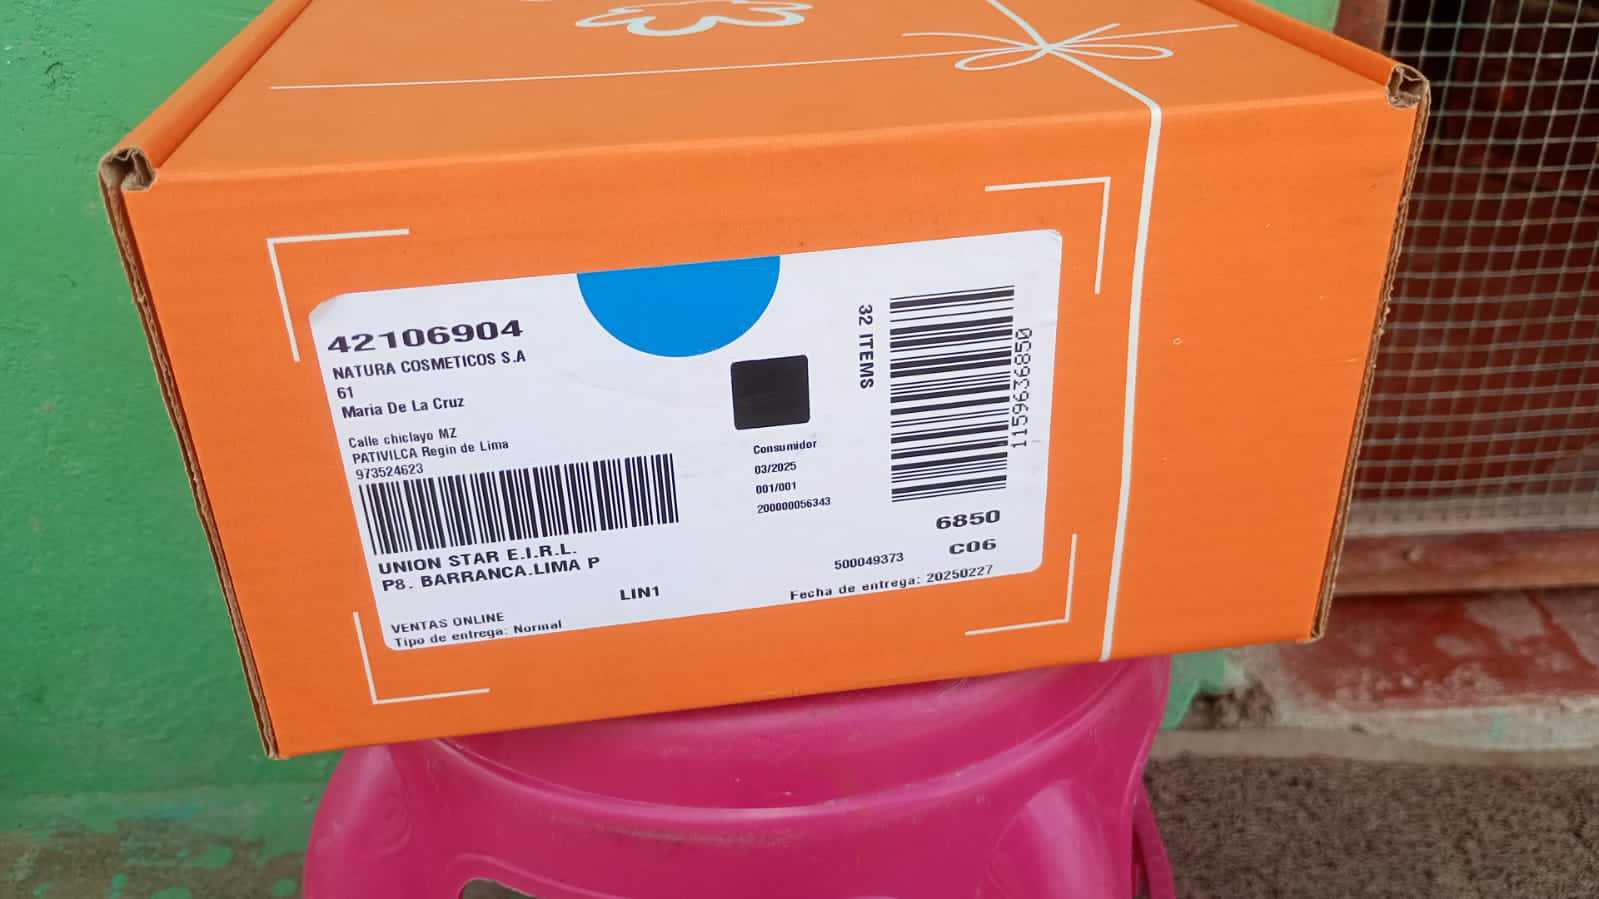 42106904
NATURA COSMETICOS S.A
61
Maria De La Cruz
Calle chiclayo MZ
PATIVILCA Regin de Lima
973524623
UNION STAR E.I.R.L.
P8. BARRANCA.LIMA P
LIN1
VENTAS ONLINE
Tipo de entrega: Normal
Consumidor
03/2025
001/001
200000056343
32 ITEMS
1159636850
6850
C06
500049373
Fecha de entrega: 20250227